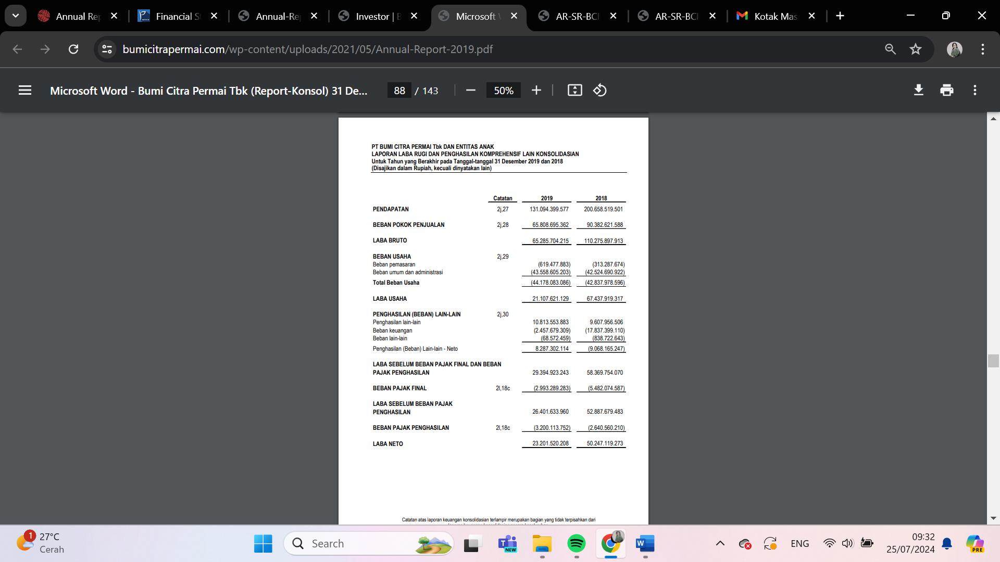 Annual Re
Financial S
Annual-Re
Investor | B
Microsoft
AR-SR-BCI
AR-SR-BCI
Kotak Mas
bumicitrapermai.com/wp-content/uploads/2021/05/Annual-Report-2019.pdf
Microsoft Word - Bumi Citra Permai Tbk (Report-Konsol) 31 De...
88 / 143
50%
PT BUMI CITRA PERMAI Tbk DAN ENTITAS ANAK
LAPORAN LABA RUGI DAN PENGHASILAN KOMPREHENSIF LAIN KONSOLIDASIAN
Untuk Tahun yang Berakhir pada Tanggal-tanggal 31 Desember 2019 dan 2018
(Disajikan dalam Rupiah, kecuali dinyatakan lain)
Catatan 2019 2018
PENDAPATAN 2j,27 131.094.399.577 200.658.519.501
BEBAN POKOK PENJUALAN 2j,28 65.808.695.362 90.382.621.588
LABA BRUTO 65.285.704.215 110.275.897.913
BEBAN USAHA 2j,29
Beban pemasaran (619.477.883) (313.287.674)
Beban umum dan administrasi (43.558.605.203) (42.524.690.922)
Total Beban Usaha (44.178.083.086) (42.837.978.596)
LABA USAHA 21.107.621.129 67.437.919.317
PENGHASILAN (BEBAN) LAIN-LAIN 2j,30
Penghasilan lain-lain 10.813.553.883 9.607.956.506
Beban keuangan (2.457.679.309) (17.837.399.110)
Beban lain-lain (68.572.459) (838.722.643)
Penghasilan (Beban) Lain-lain - Neto 8.287.302.114 (9.068.165.247)
LABA SEBELUM BEBAN PAJAK FINAL DAN BEBAN
PAJAK PENGHASILAN 29.394.923.243 58.369.754.070
BEBAN PAJAK FINAL 2l,18c (2.993.289.283) (5.482.074.587)
LABA SEBELUM BEBAN PAJAK
PENGHASILAN 26.401.633.960 52.887.679.483
BEBAN PAJAK PENGHASILAN 2l,18c (3.200.113.752) (2.640.560.210)
LABA NETO 23.201.520.208 50.247.119.273
Catatan atas laporan keuangan konsolidasian terlampir merupakan bagian yang tidak terpisahkan dari
1
27°C
Cerah
Search
NEW
ENG
09:32
25/07/2024
PRE